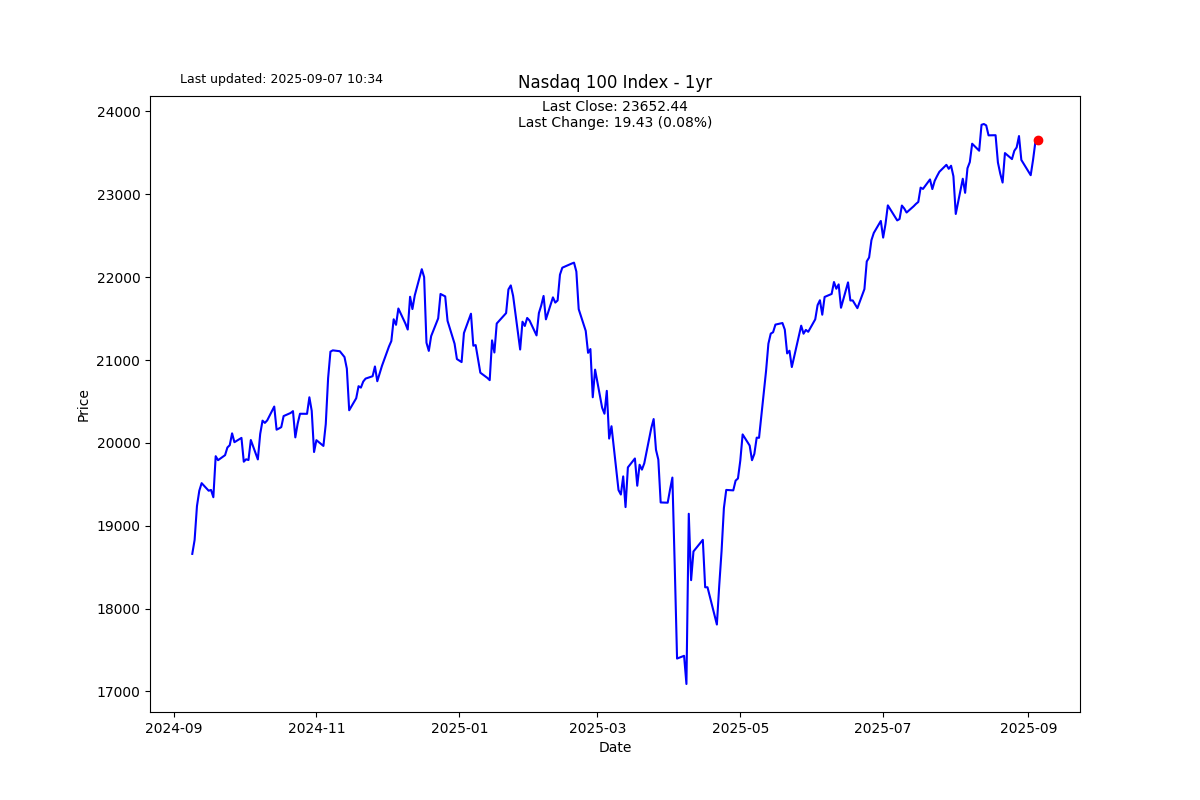 Last updated: 2025-09-07 10:34
Nasdaq 100 Index - 1yr
Last Close: 23652.44
Last Change: 19.43 (0.08%)
24000
23000
22000
21000
20000
19000
18000
17000
Price
2024-09
2024-11
2025-01
2025-03
2025-05
2025-07
2025-09
Date